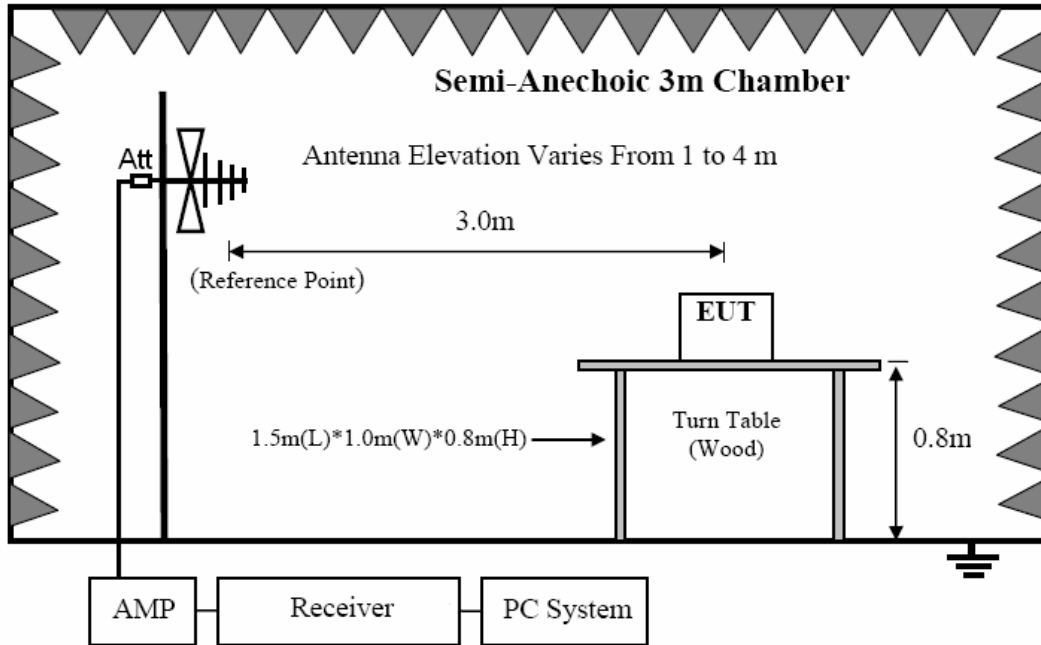 Semi-Anechoic 3m Chamber
Att
Antenna Elevation Varies From 1 to 4 m
3.0m
(Reference Point)
EUT
1.5m(L)*1.0m(W)*0.8m(H)
Turn Table
(Wood)
0.8m
AMP
Receiver
PC System